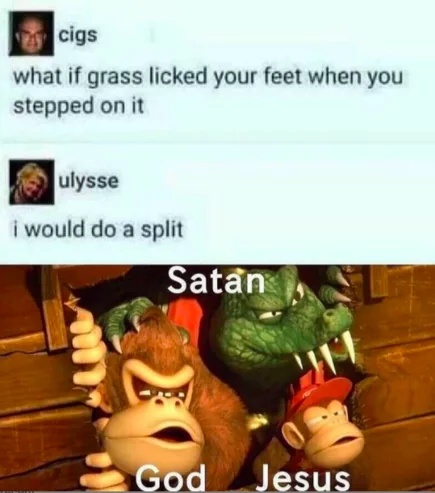 cigs
what if grass licked your feet when you
stepped on it
ulysse
i would do a split
Satan
God Jesus